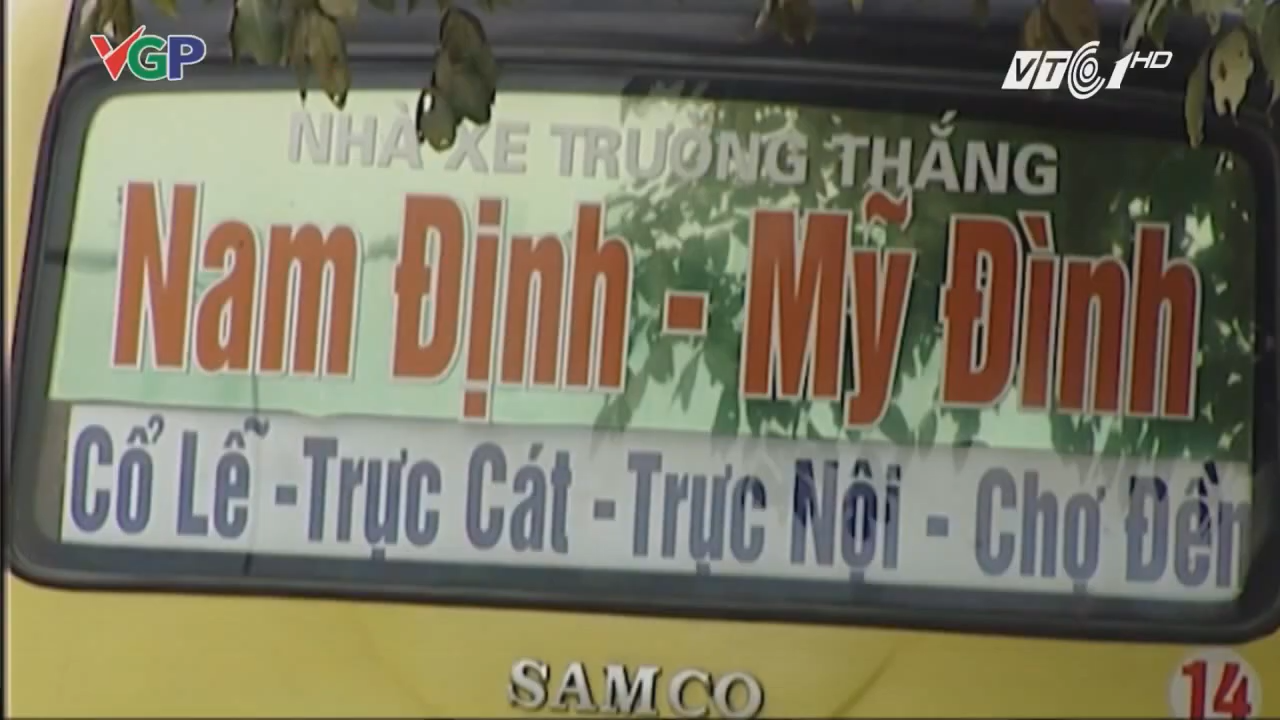 VGP
VTC1 HD
NHÀ XE TRƯỜNG THẮNG
Nam Định - Mỹ Đình
Cổ Lễ - Trực Cát - Trực Nội - Chợ Đền
SAMCO
14